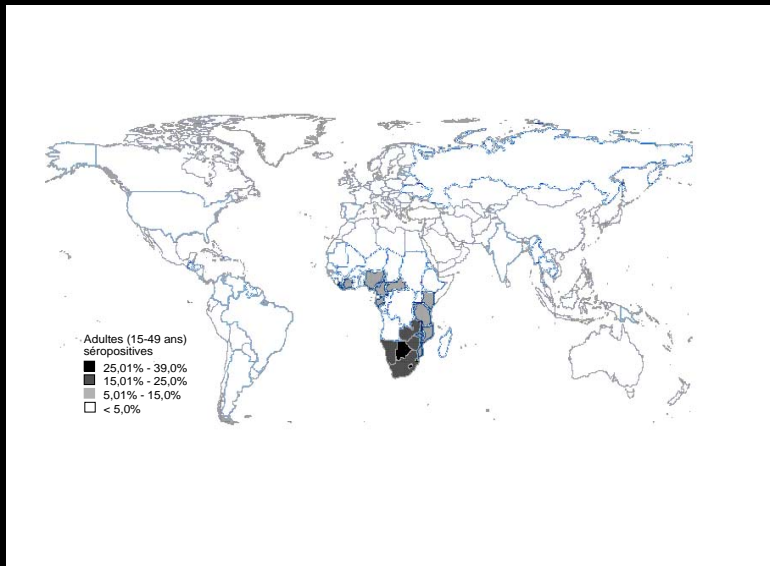 Adultes (15-49 ans)
séropositives
25,01% - 39,0%
15,01% - 25,0%
5,01% - 15,0%
< 5,0%